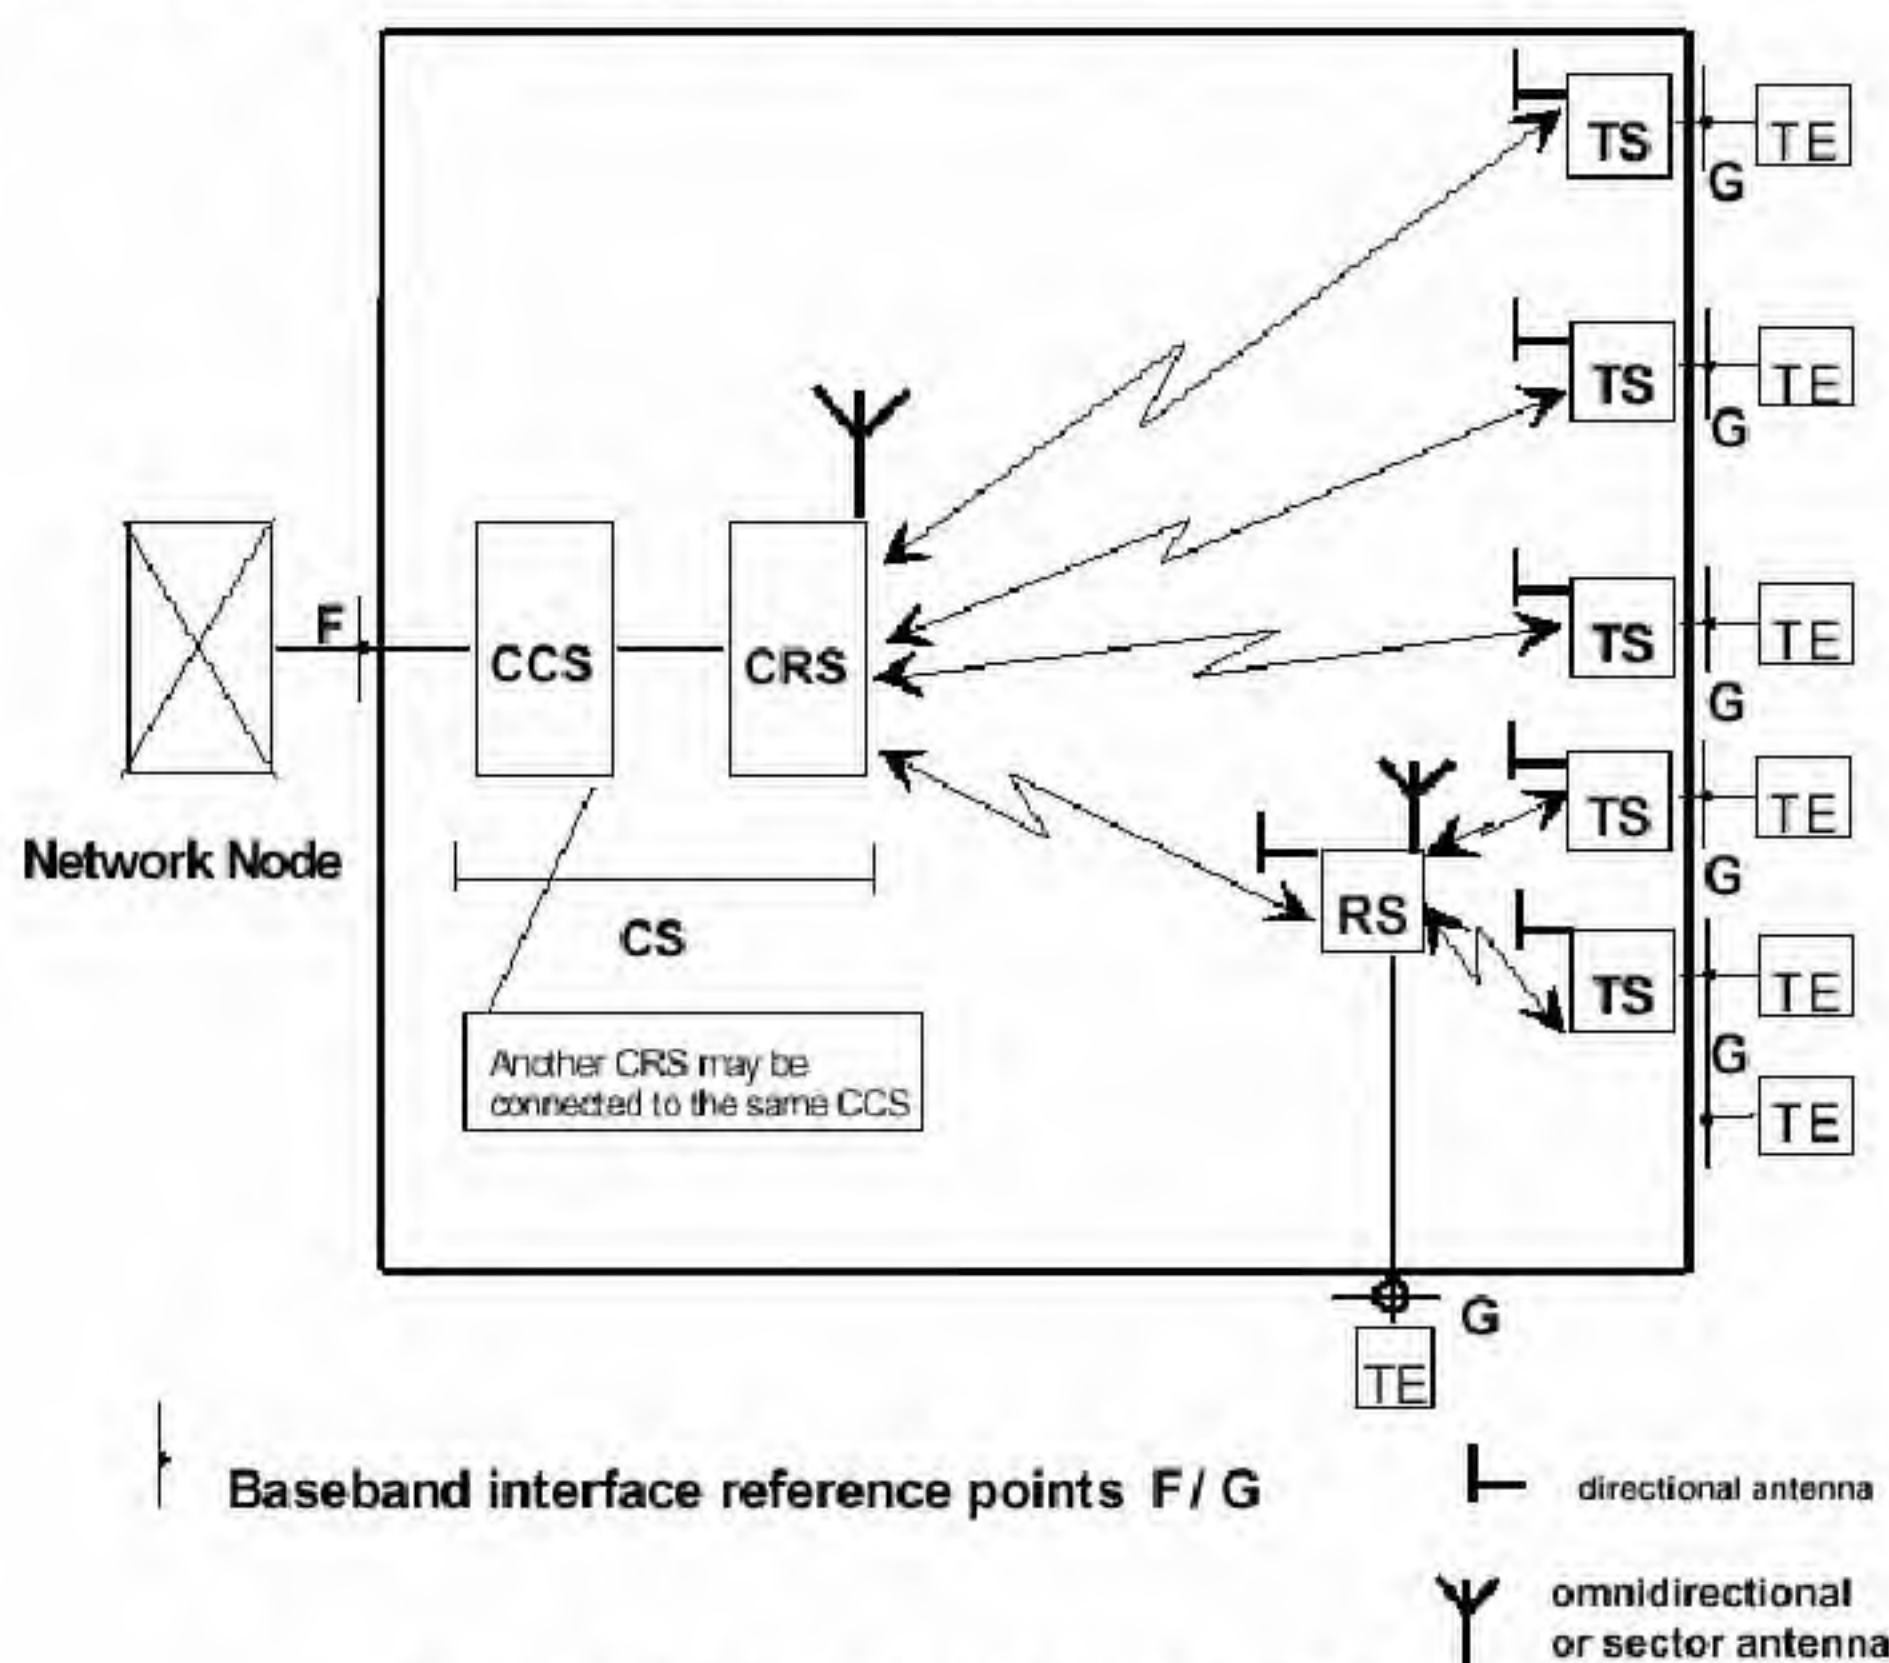 TS
TE
G
TS
TE
G
F
CCS
CRS
TS
TE
G
TS
TE
Network Node
G
RS
CS
TS
TE
G
Another CRS may be
connected to the same CCS
TE
G
TE
Baseband interface reference points F / G
directional antenna
omnidirectional
or sector antenna